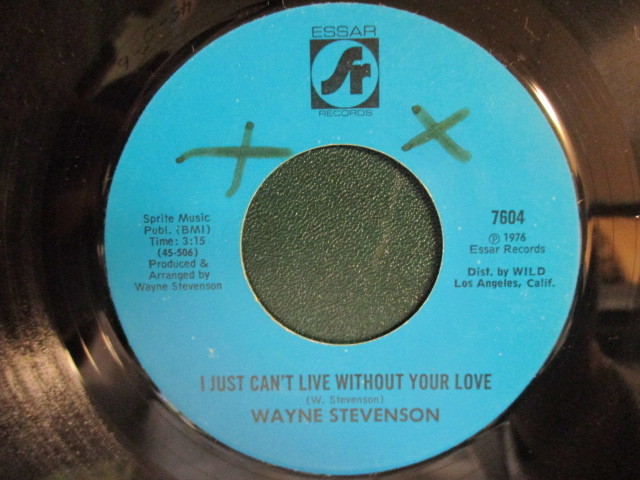 ESSAR
RECORDS
Sprite Music
Publ. (BMI)
Time: 3:15
(45-506)
Produced &
Arranged by
Wayne Stevenson
7604
℗ 1976
Essar Records
Dist. by WILD
Los Angeles, Calif.
I JUST CAN'T LIVE WITHOUT YOUR LOVE
(W. Stevenson)
WAYNE STEVENSON